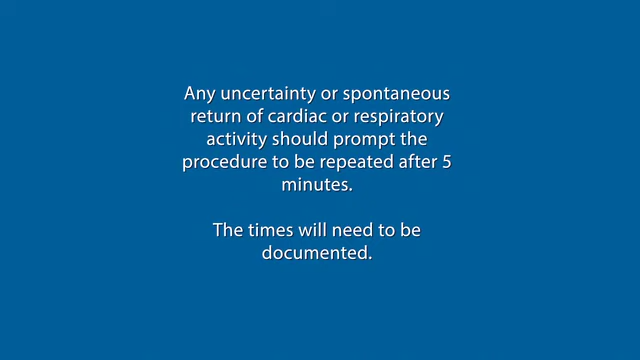 Any uncertainty or spontaneous
return of cardiac or respiratory
activity should prompt the
procedure to be repeated after 5
minutes.
The times will need to be
documented.